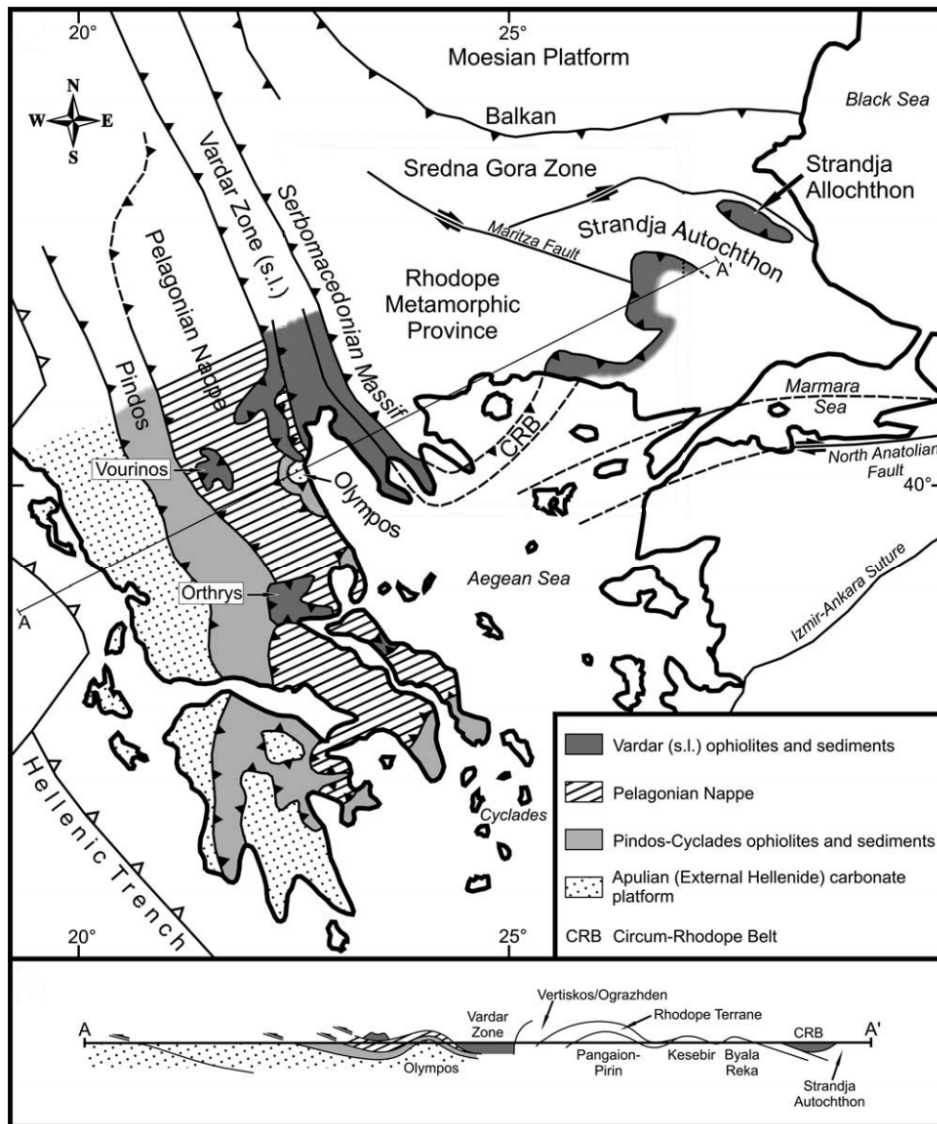 20°
25°
Moesian Platform
Black Sea
N
W E
S
Balkan
Vardar Zone (s.l.)
Sredna Gora Zone
Strandja
Allochthon
Serbomacedonian Massif
Strandja Autochthon
Maritza Fault
Pelagonian Nappe
A'
Rhodope
Metamorphic
Province
Pindos
Marmara
Sea
CRB
Vourinos
North Anatolian
Fault
Olympos
40°
Aegean Sea
Orthrys
Izmir-Ankara Suture
A
Hellenic Trench
Cyclades
Vardar (s.l.) ophiolites and sediments
Pelagonian Nappe
Pindos-Cyclades ophiolites and sediments
Apulian (External Hellenide) carbonate
platform
CRB Circum-Rhodope Belt
20°
25°
Vertiskos/Ograzhden
Vardar
Zone
Rhodope Terrane
A
CRB
A'
Olympos
Pangaion-
Pirin
Kesebir
Byala
Reka
Strandja
Autochthon